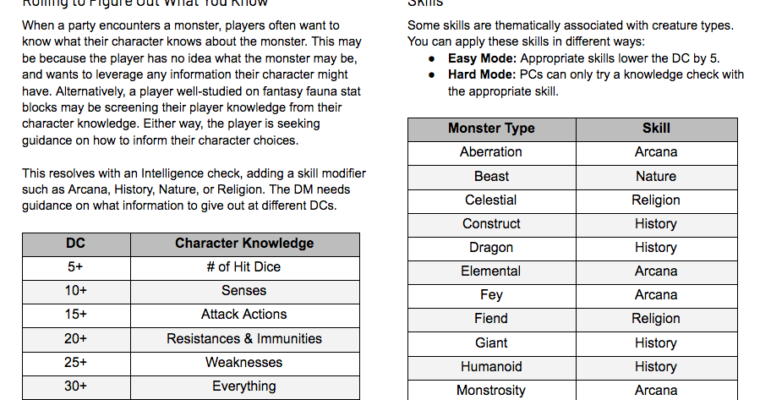 Rolling to Figure Out What You Know
When a party encounters a monster, players often want to
know what their character knows about the monster. This may
be because the player has no idea what the monster may be,
and wants to leverage any information their character might
have. Alternatively, a player well-studied on fantasy fauna stat
blocks may be screening their player knowledge from their
character knowledge. Either way, the player is seeking
guidance on how to inform their character choices.
This resolves with an Intelligence check, adding a skill modifier
such as Arcana, History, Nature, or Religion. The DM needs
guidance on what information to give out at different DCs.
DC Character Knowledge
5+ # of Hit Dice
10+ Senses
15+ Attack Actions
20+ Resistances & Immunities
25+ Weaknesses
30+ Everything
Skills
Some skills are thematically associated with creature types.
You can apply these skills in different ways:
● Easy Mode: Appropriate skills lower the DC by 5.
● Hard Mode: PCs can only try a knowledge check with
the appropriate skill.
Monster Type Skill
Aberration Arcana
Beast Nature
Celestial Religion
Construct History
Dragon History
Elemental Arcana
Fey Arcana
Fiend Religion
Giant History
Humanoid History
Monstrosity Arcana